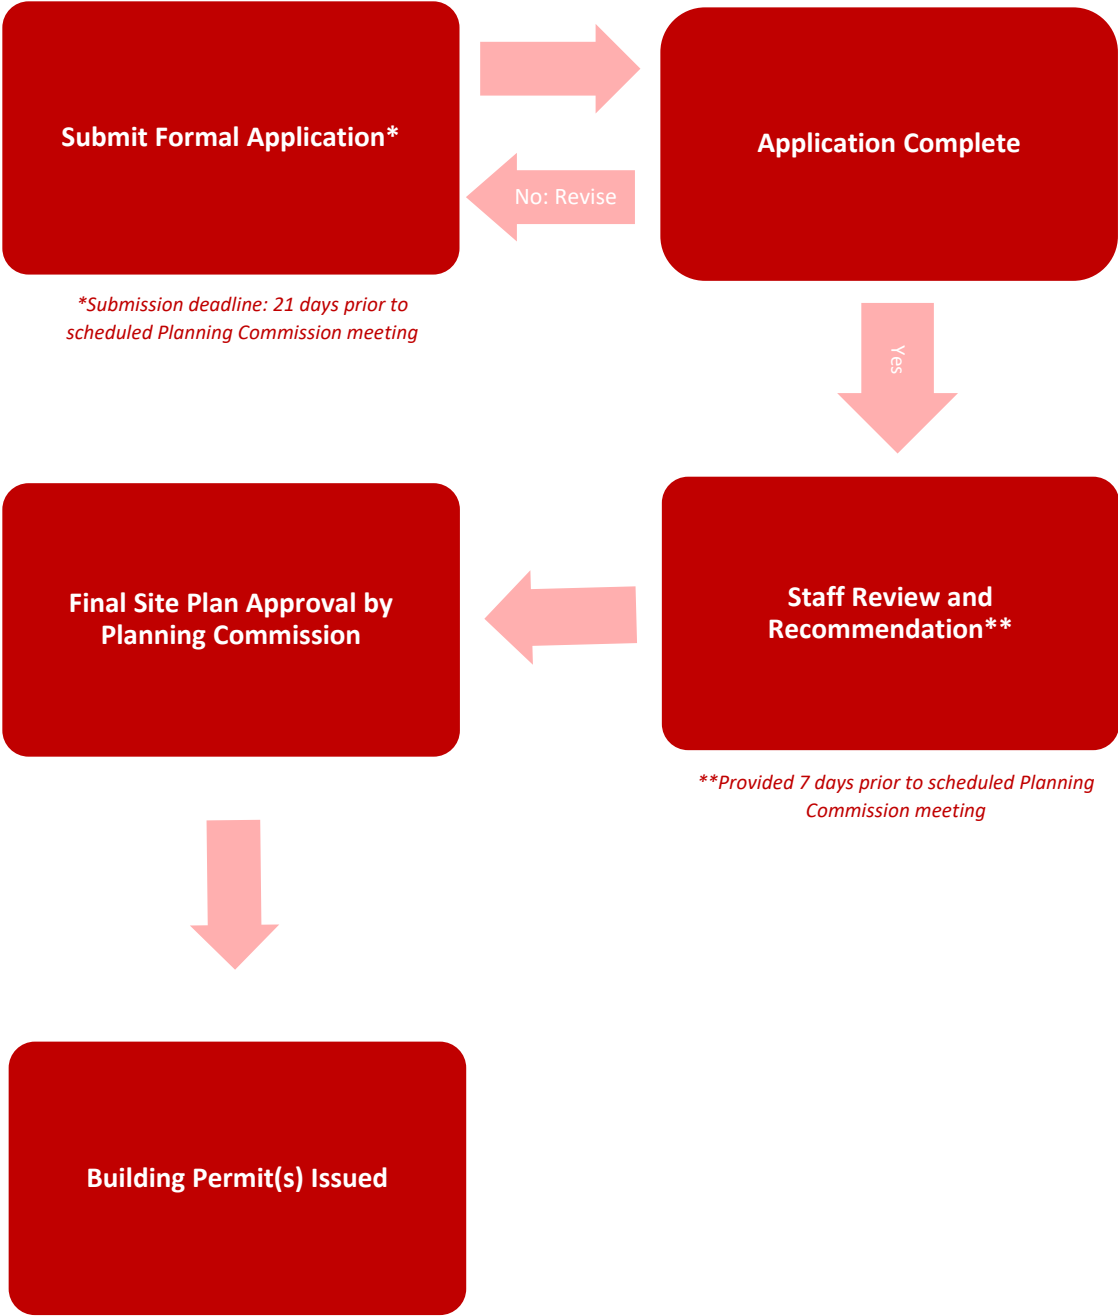 Submit Formal Application*
Application Complete
No: Revise
*Submission deadline: 21 days prior to
scheduled Planning Commission meeting
Yes
Final Site Plan Approval by
Planning Commission
Staff Review and
Recommendation**
**Provided 7 days prior to scheduled Planning
Commission meeting
Building Permit(s) Issued